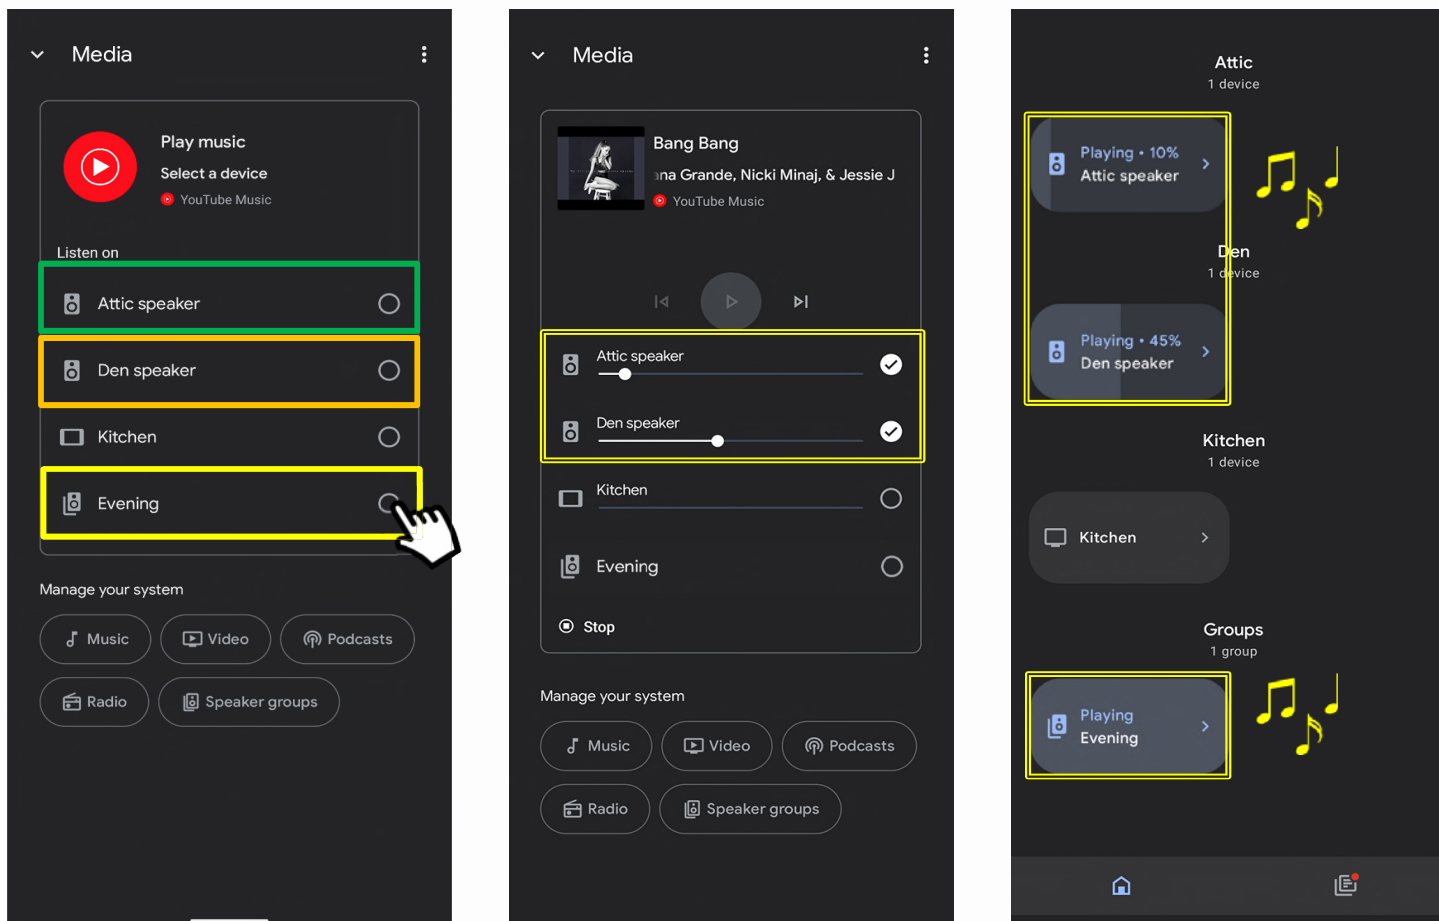 Media
Play music
Select a device
YouTube Music
Listen on
Attic speaker
Den speaker
Kitchen
Evening
Manage your system
Music
Video
Podcasts
Radio
Speaker groups
Media
Bang Bang
na Grande, Nicki Minaj, & Jessie J
YouTube Music
Attic speaker
Den speaker
Kitchen
Evening
Stop
Manage your system
Music
Video
Podcasts
Radio
Speaker groups
Attic
1 device
Playing • 10%
Attic speaker
Den
1 device
Playing • 45%
Den speaker
Kitchen
1 device
Kitchen
Groups
1 group
Playing
Evening